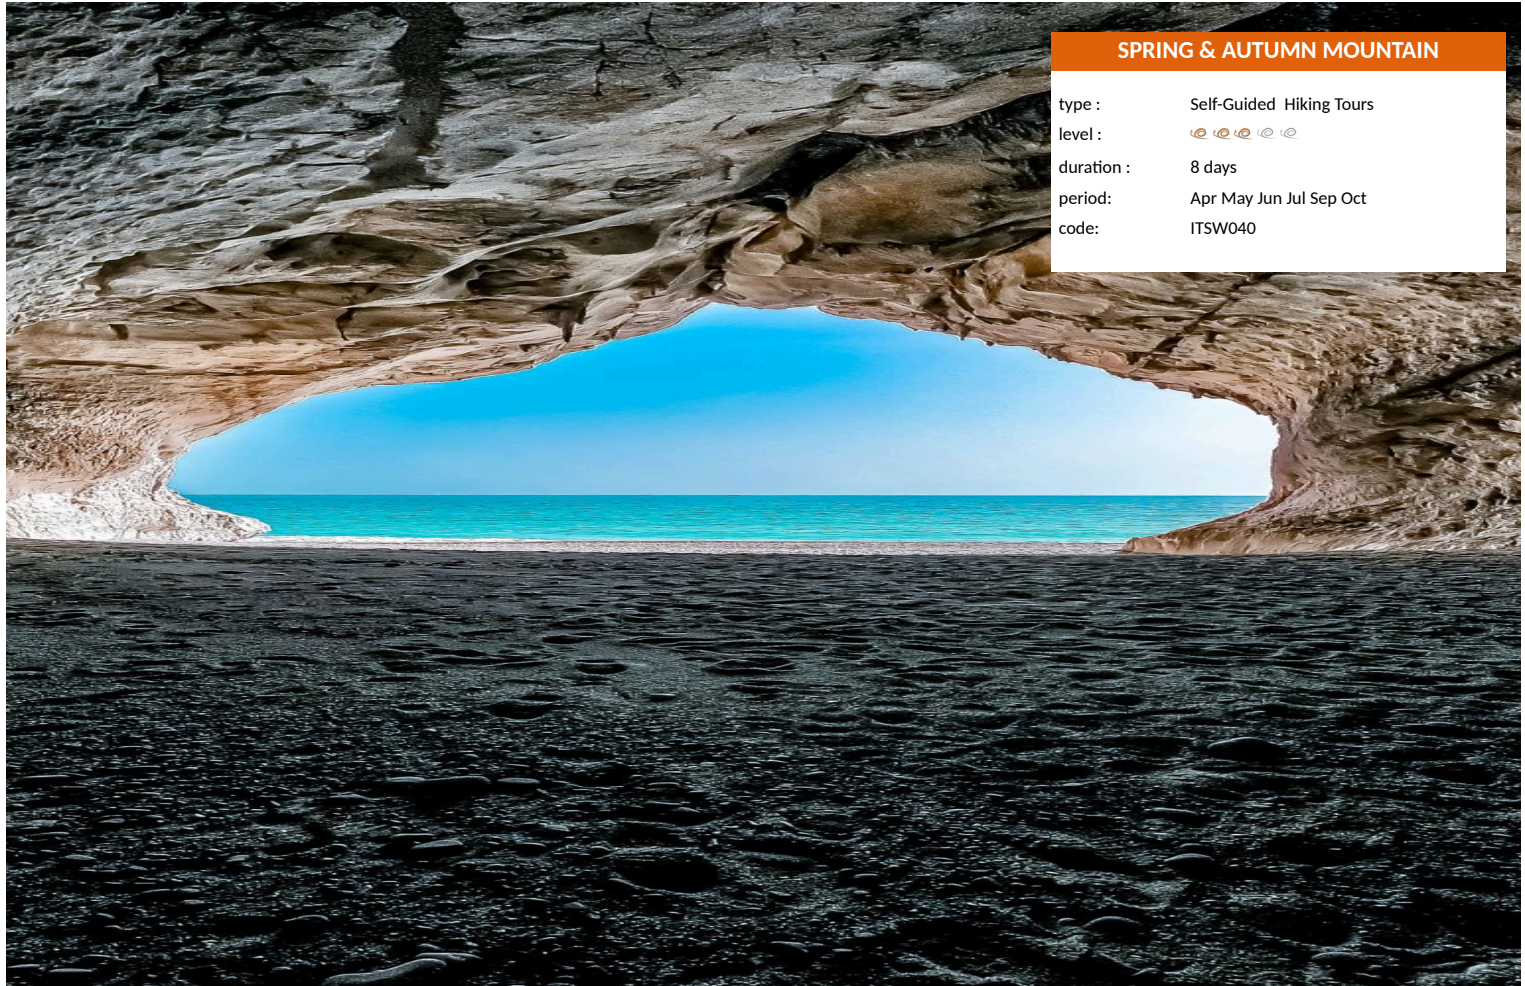 SPRING & AUTUMN MOUNTAIN
type : Self-Guided  Hiking Tours
level :
duration : 8 days
period: Apr May Jun Jul Sep Oct
code: ITSW040